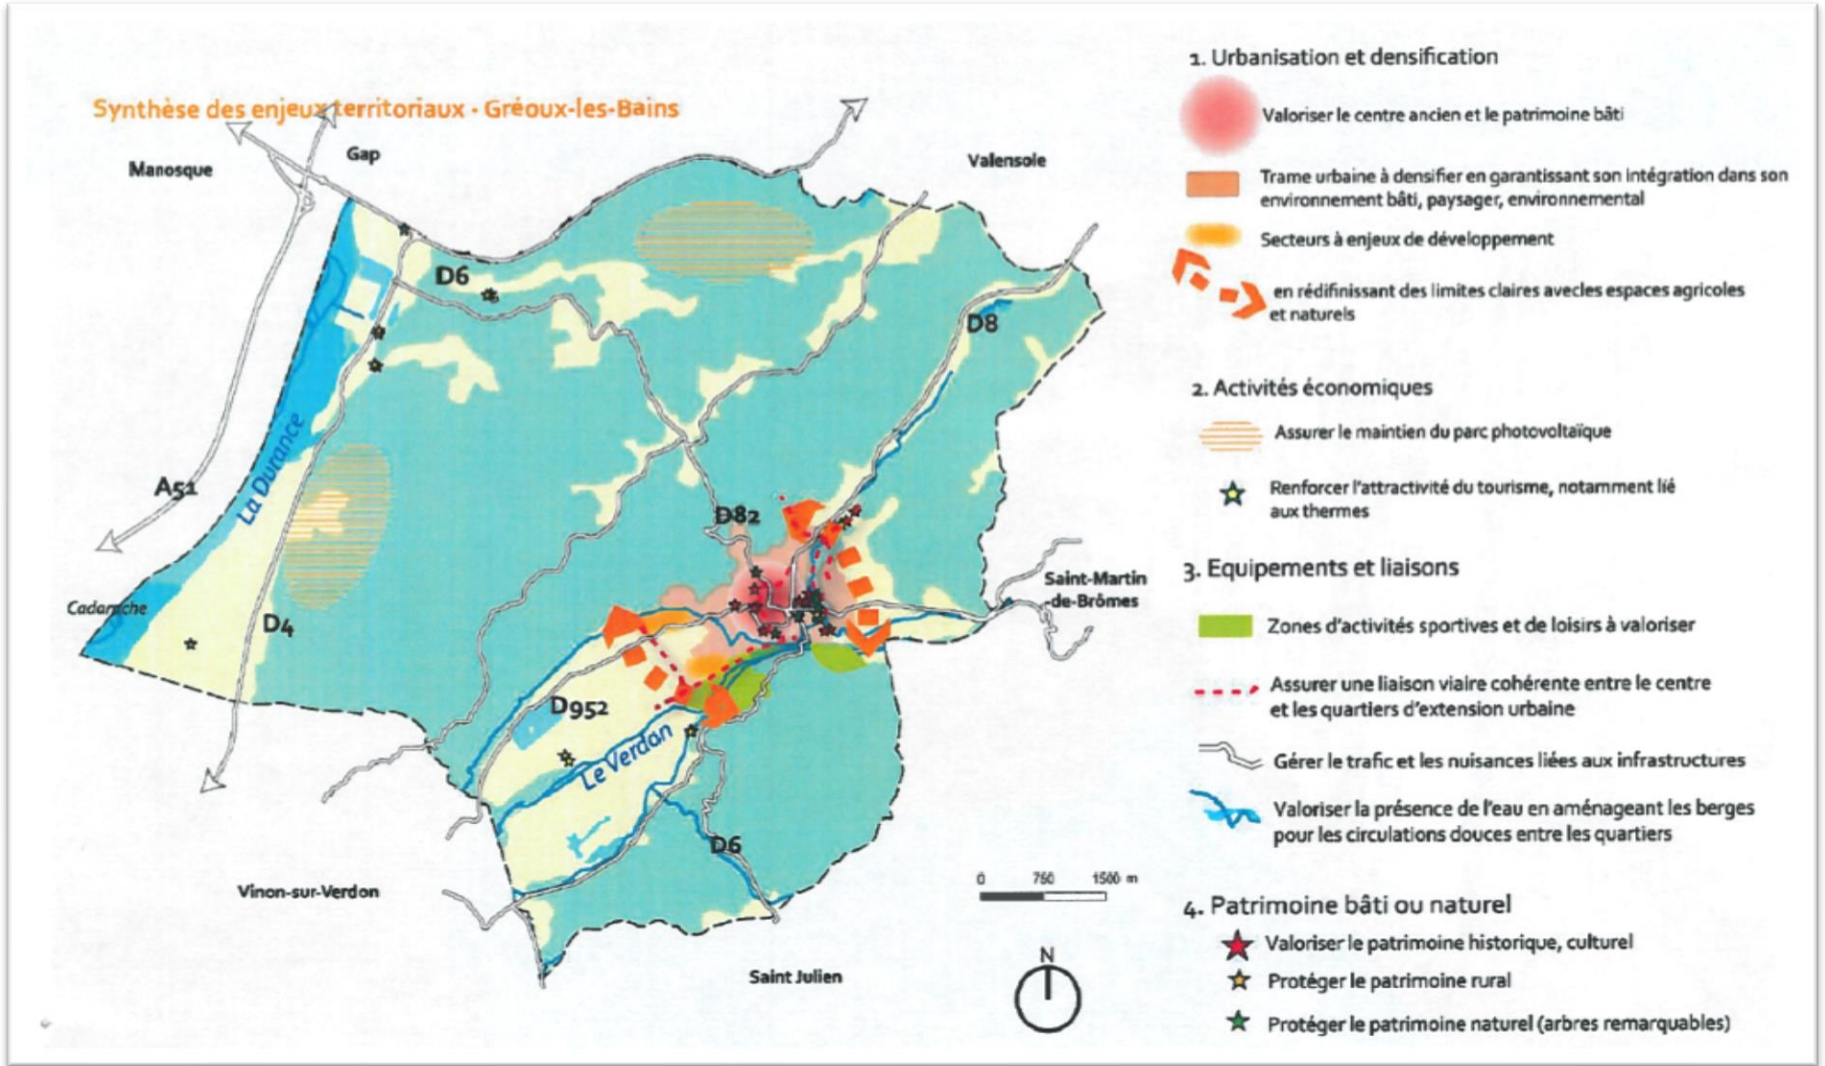 Synthèse des enjeux territoriaux - Gréoux-les-Bains
Manosque
Gap
Valensole
D6
D8
La Durance
A51
D82
Cadarache
D4
Saint-Martin
-de-Brômes
D952
Le Verdon
D6
Vinon-sur-Verdon
Saint Julien
0 750 1500 m
N
1. Urbanisation et densification
Valoriser le centre ancien et le patrimoine bâti
Trame urbaine à densifier en garantissant son intégration dans son
environnement bâti, paysager, environnemental
Secteurs à enjeux de développement
en rédifinissant des limites claires avecles espaces agricoles
et naturels
2. Activités économiques
Assurer le maintien du parc photovoltaïque
Renforcer l'attractivité du tourisme, notamment lié
aux thermes
3. Equipements et liaisons
Zones d'activités sportives et de loisirs à valoriser
Assurer une liaison viaire cohérente entre le centre
et les quartiers d'extension urbaine
Gérer le trafic et les nuisances liées aux infrastructures
Valoriser la présence de l'eau en aménageant les berges
pour les circulations douces entre les quartiers
4. Patrimoine bâti ou naturel
Valoriser le patrimoine historique, culturel
Protéger le patrimoine rural
Protéger le patrimoine naturel (arbres remarquables)